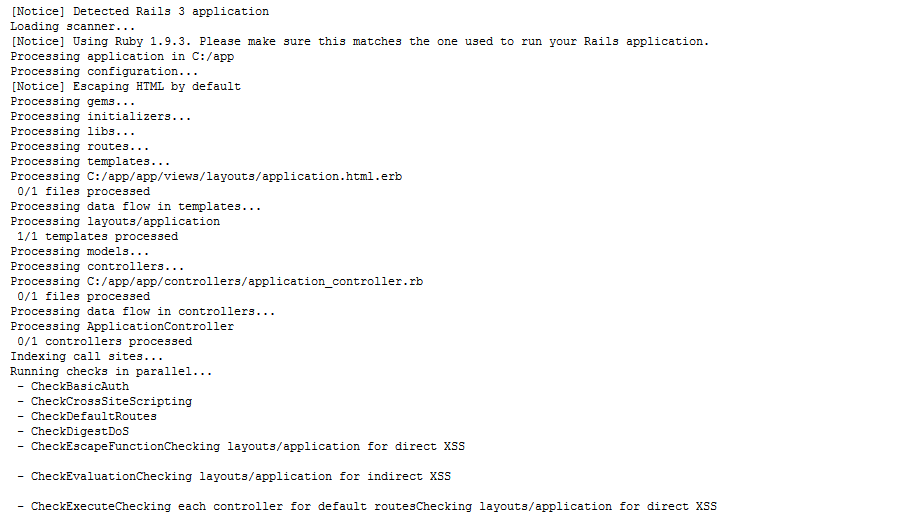 [Notice] Detected Rails 3 application
Loading scanner...
[Notice] Using Ruby 1.9.3. Please make sure this matches the one used to run your Rails application.
Processing application in C:/app
Processing configuration...
[Notice] Escaping HTML by default
Processing gems...
Processing initializers...
Processing libs...
Processing routes...
Processing templates...
Processing C:/app/app/views/layouts/application.html.erb
0/1 files processed
Processing data flow in templates...
Processing layouts/application
1/1 templates processed
Processing models...
Processing controllers...
Processing C:/app/app/controllers/application_controller.rb
0/1 files processed
Processing data flow in controllers...
Processing ApplicationController
0/1 controllers processed
Indexing call sites...
Running checks in parallel...
- CheckBasicAuth
- CheckCrossSiteScripting
- CheckDefaultRoutes
- CheckDigestDoS
- CheckEscapeFunctionChecking layouts/application for direct XSS
- CheckEvaluationChecking layouts/application for indirect XSS
- CheckExecuteChecking each controller for default routesChecking layouts/application for direct XSS